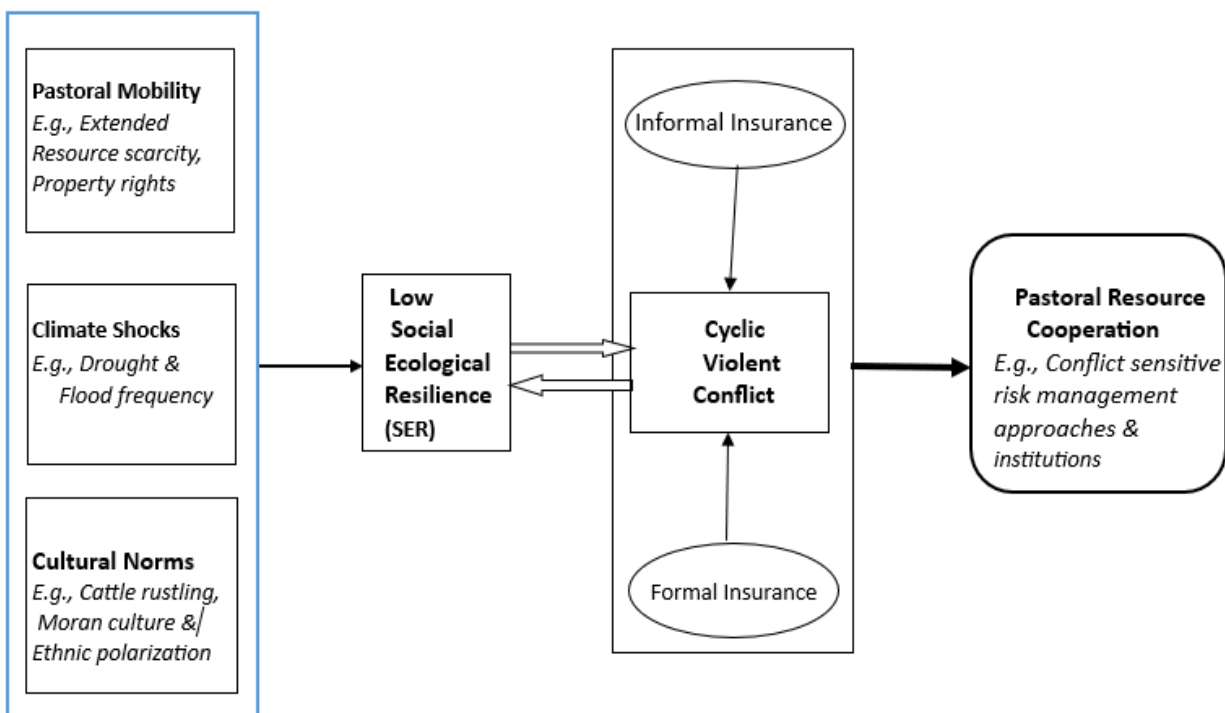 Pastoral Mobility
E.g., Extended
Resource scarcity,
Property rights
Climate Shocks
E.g., Drought &
Flood frequency
Cultural Norms
E.g., Cattle rustling,
Moran culture &/
Ethnic polarization
Low
Social
Ecological
Resilience
(SER)
Informal Insurance
Cyclic
Violent
Conflict
Formal Insurance
Pastoral Resource
Cooperation
E.g., Conflict sensitive
risk management
approaches &
institutions